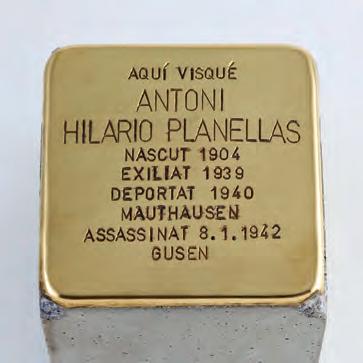 AQUÍ VISQUÉ
ANTONI
HILARIO PLANELLAS
NASCUT 1904
EXILIAT 1939
DEPORTAT 1940
MAUTHAUSEN
ASSASSINAT 8.1.1942
GUSEN